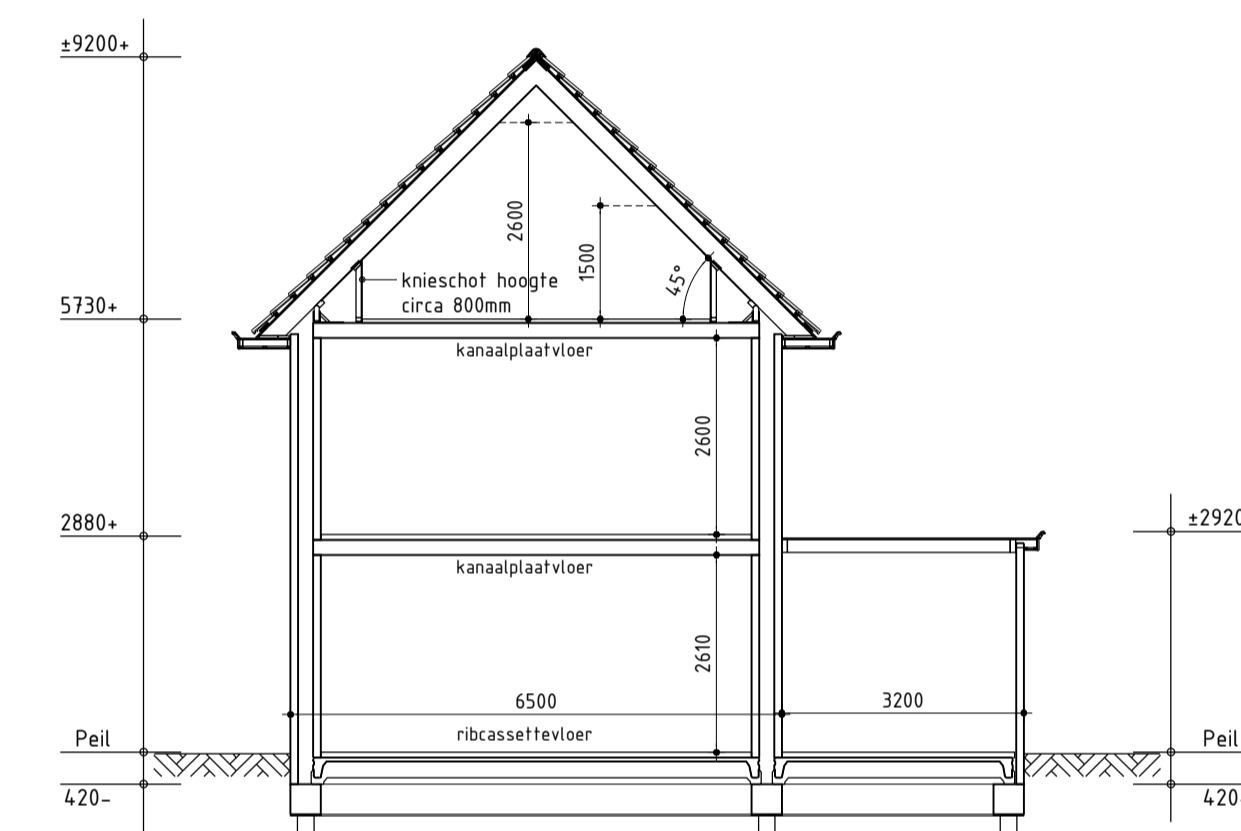 ±9200+
2600
1500
45°
knieschot hoogte
circa 800mm
5730+
kanaalplaatvloer
2600
2880+
±2920
kanaalplaatvloer
2610
6500
3200
ribcassettevloer
Peil
Peil
420-
420-